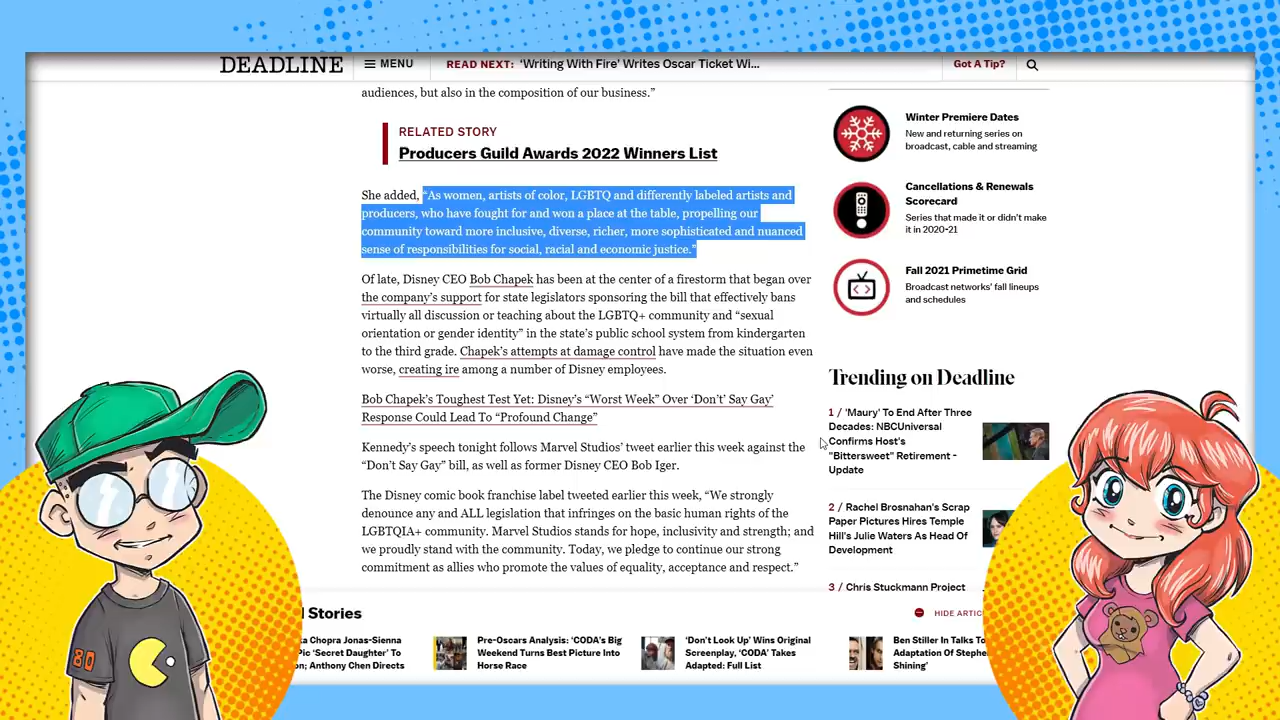 DEADLINE
MENU
READ NEXT: ‘Writing With Fire’ Writes Oscar Ticket Wi...
Got A Tip?
audiences, but also in the composition of our business.”
RELATED STORY
Producers Guild Awards 2022 Winners List
She added, “As women, artists of color, LGBTQ and differently labeled artists and
producers, who have fought for and won a place at the table, propelling our
community toward more inclusive, diverse, richer, more sophisticated and nuanced
sense of responsibilities for social, racial and economic justice.”
Of late, Disney CEO Bob Chapek has been at the center of a firestorm that began over
the company’s support for state legislators sponsoring the bill that effectively bans
virtually all discussion or teaching about the LGBTQ+ community and “sexual
orientation or gender identity” in the state’s public school system from kindergarten
to the third grade. Chapek’s attempts at damage control have made the situation even
worse, creating ire among a number of Disney employees.
Bob Chapek’s Toughest Test Yet: Disney’s “Worst Week” Over ‘Don’t’ Say Gay’
Response Could Lead To “Profound Change”
Kennedy’s speech tonight follows Marvel Studios’ tweet earlier this week against the
“Don’t Say Gay” bill, as well as former Disney CEO Bob Iger.
The Disney comic book franchise label tweeted earlier this week, “We strongly
denounce any and ALL legislation that infringes on the basic human rights of the
LGBTQIA+ community. Marvel Studios stands for hope, inclusivity and strength; and
we proudly stand with the community. Today, we pledge to continue our strong
commitment as allies who promote the values of equality, acceptance and respect.”
Winter Premiere Dates
New and returning series on
broadcast, cable and streaming
Cancellations & Renewals
Scorecard
Series that made it or didn’t make
it in 2020-21
Fall 2021 Primetime Grid
Broadcast networks’ fall lineups
and schedules
Trending on Deadline
1 / ‘Maury’ To End After Three
Decades: NBCUniversal
Confirms Host’s
"Bittersweet" Retirement -
Update
2 / Rachel Brosnahan’s Scrap
Paper Pictures Hires Temple
Hill’s Julie Waters As Head Of
Development
3 / Chris Stuckmann Project
Stories
HIDE ARTIC
Chopra Jonas-Sienna
‘Secret Daughter’ To
Anthony Chen Directs
Pre-Oscars Analysis: ‘CODA’s Big
Weekend Turns Best Picture Into
Horse Race
‘Don’t Look Up’ Wins Original
Screenplay, ‘CODA’ Takes
Adapted: Full List
Ben Stiller In Talks To
Adaptation Of Stephe
Shining’
80